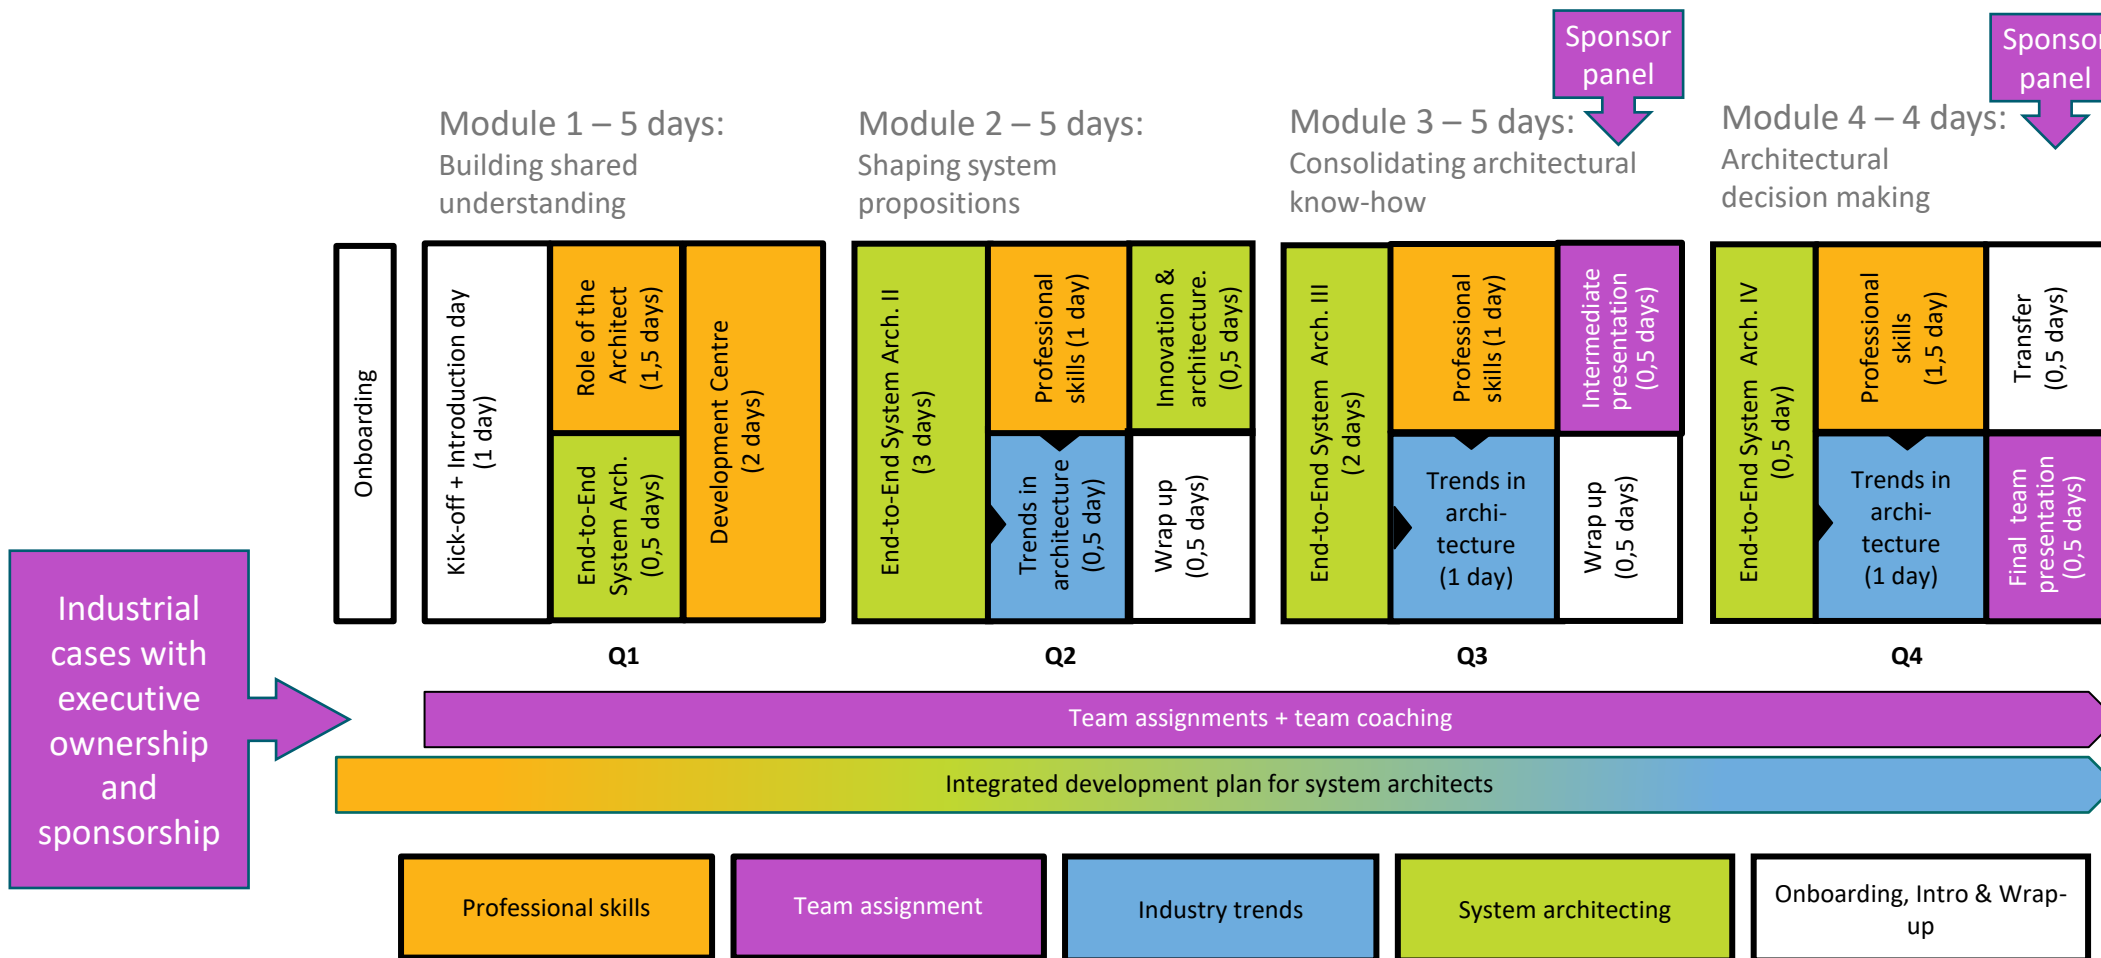 Sponsor
panel
Sponsor
panel
Module 1 – 5 days:
Building shared
understanding
Module 2 – 5 days:
Shaping system
propositions
Module 3 – 5 days:
Consolidating architectural
know-how
Module 4 – 4 days:
Architectural
decision making
Onboarding
Kick-off + Introduction day
(1 day)
Role of the
Architect
(1,5 days)
End-to-End
System Arch.
(0,5 days)
Development Centre
(2 days)
End-to-End System Arch. II
(3 days)
Professional
skills (1 day)
Trends in
architecture
(0,5 day)
Innovation &
architecture.
(0,5 days)
Wrap up
(0,5 days)
End-to-End System Arch. III
(2 days)
Professional
skills (1 day)
Trends in
archi-
tecture
(1 day)
Intermediate
presentation
(0,5 days)
Wrap up
(0,5 days)
End-to-End System Arch. IV
(0,5 day)
Professional
skills
(1,5 day)
Trends in
archi-
tecture
(1 day)
Transfer
(0,5 days)
Final team
presentation
(0,5 days)
Q1
Q2
Q3
Q4
Industrial
cases with
executive
ownership
and
sponsorship
Team assignments + team coaching
Integrated development plan for system architects
Professional skills
Team assignment
Industry trends
System architecting
Onboarding, Intro & Wrap-
up